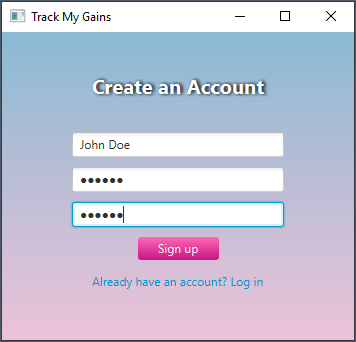 Track My Gains
Create an Account
John Doe
●●●●●●
●●●●●●
Sign up
Already have an account? Log in